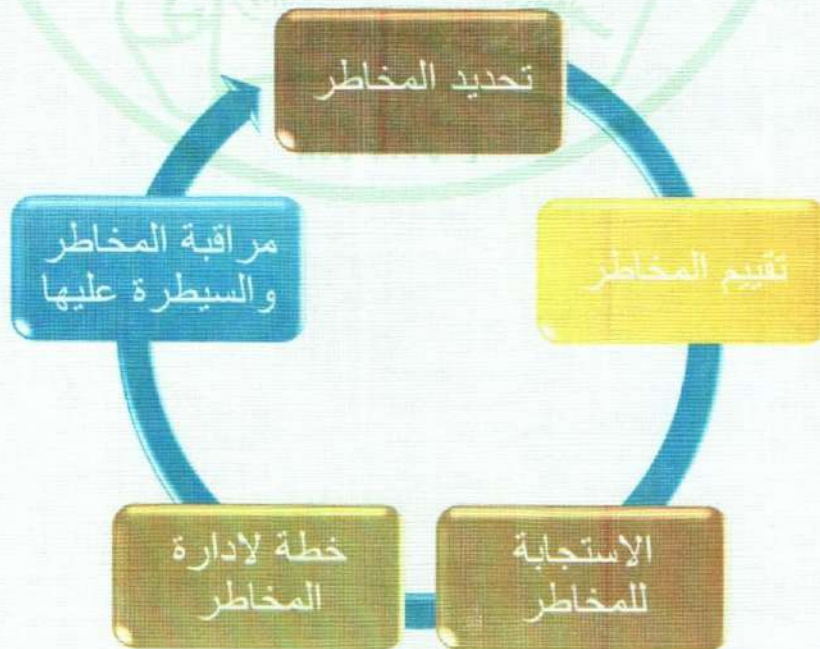 تحديد المخاطر
تقييم المخاطر
الاستجابة
للمخاطر
خطة لادارة
المخاطر
مراقبة المخاطر
والسيطرة عليها